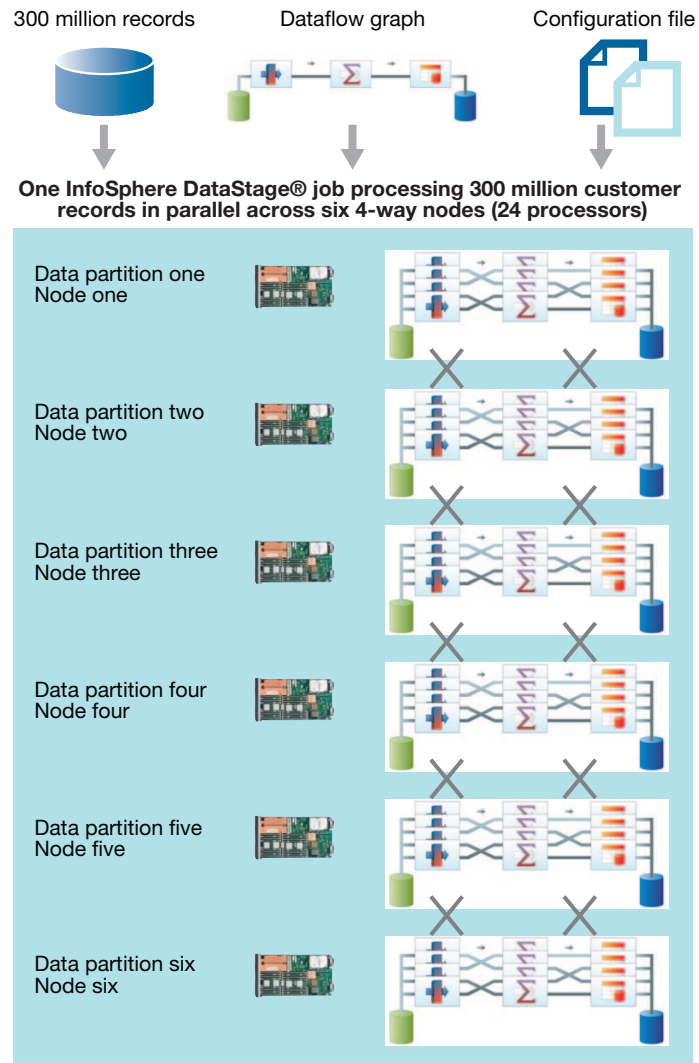 300 million records
Dataflow graph
Configuration file
One InfoSphere DataStage® job processing 300 million customer
records in parallel across six 4-way nodes (24 processors)
Data partition one
Node one
Data partition two
Node two
Data partition three
Node three
Data partition four
Node four
Data partition five
Node five
Data partition six
Node six